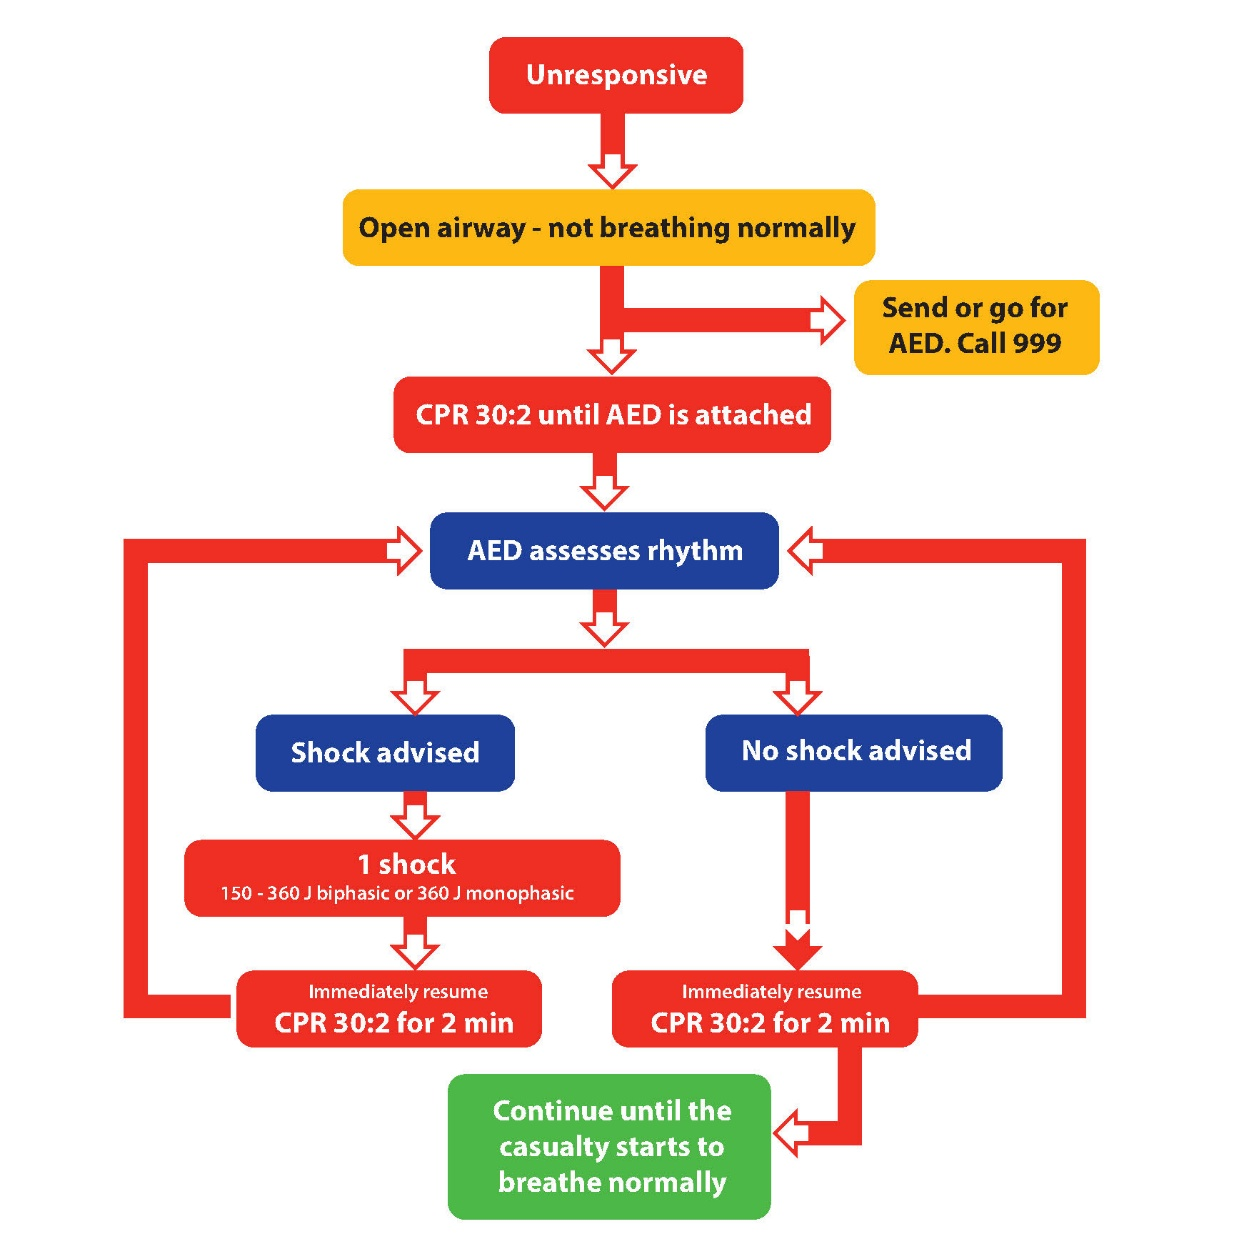 Unresponsive
Open airway - not breathing normally
Send or go for
AED. Call 999
CPR 30:2 until AED is attached
AED assesses rhythm
Shock advised
No shock advised
1 shock
150 - 360 J biphasic or 360 J monophasic
Immediately resume
CPR 30:2 for 2 min
Immediately resume
CPR 30:2 for 2 min
Continue until the
casualty starts to
breathe normally